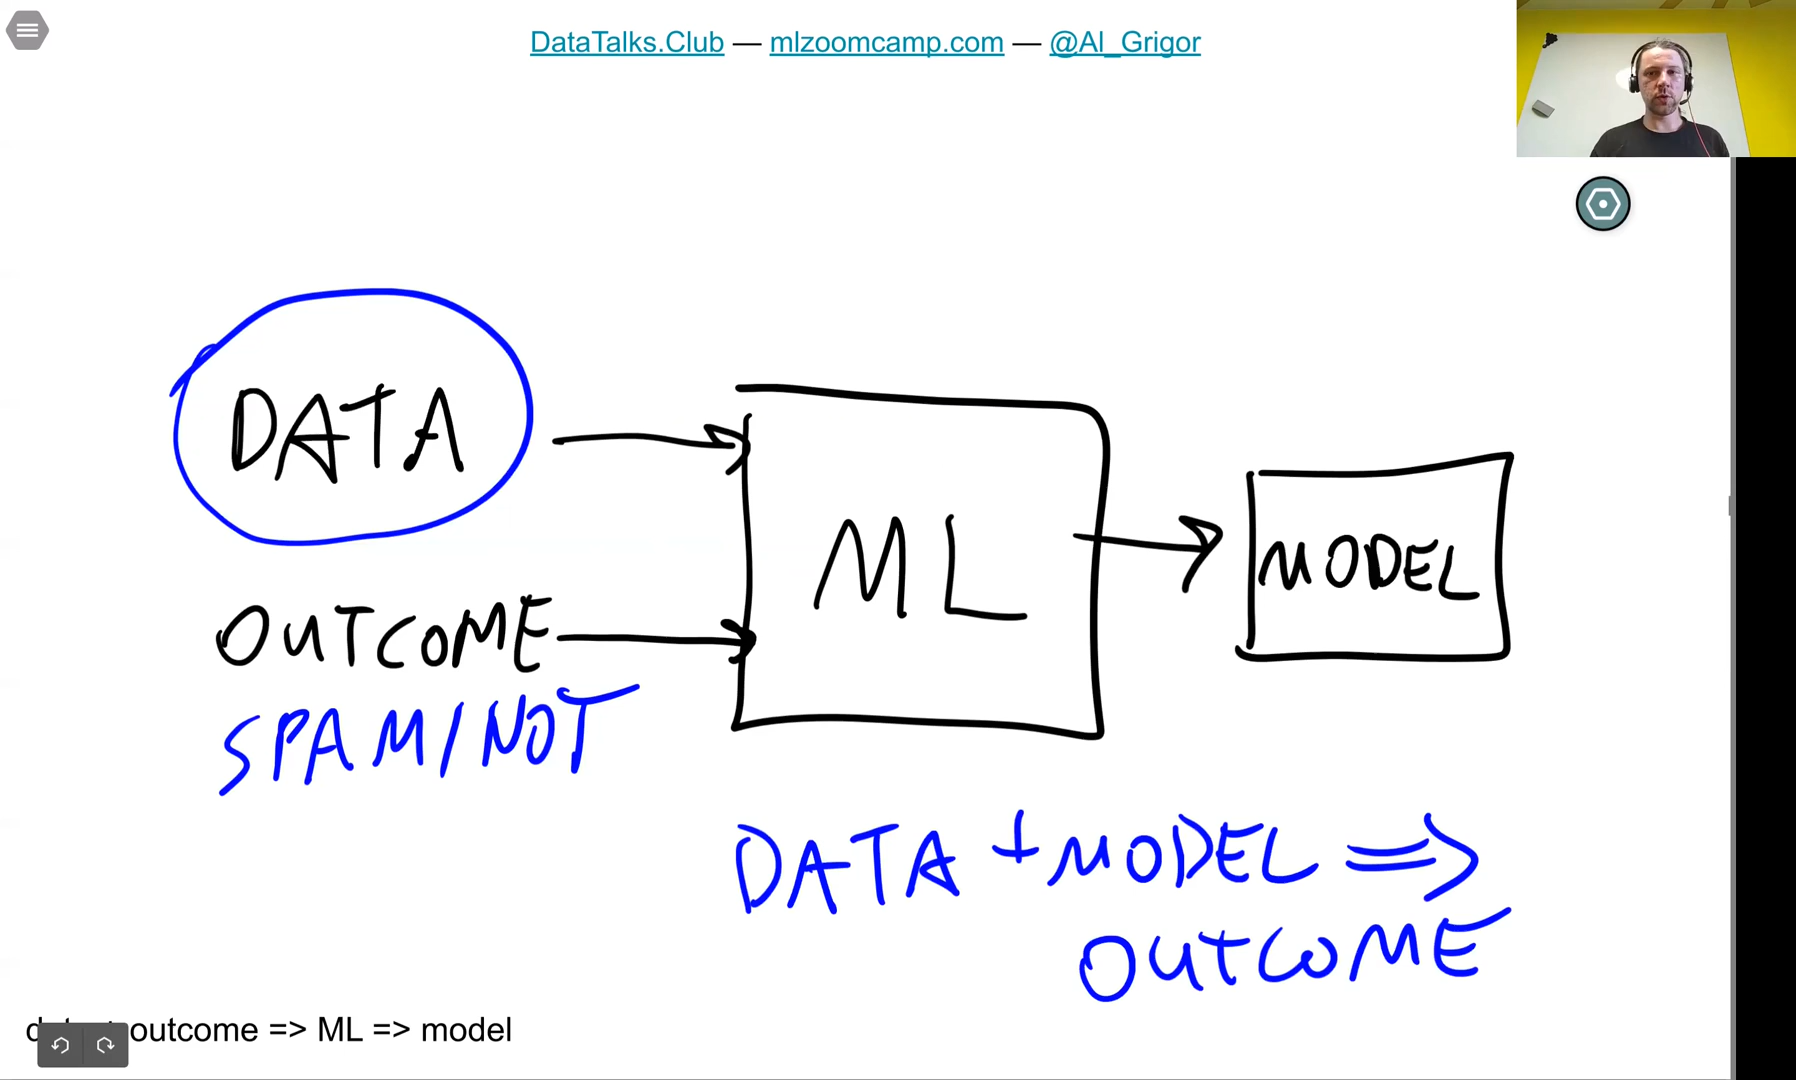 DataTalks.Club — mlzoomcamp.com — @Al_Grigor
DATA
ML
MODEL
OUTCOME
SPAM/NOT
DATA + MODEL =>
OUTCOME
outcome => ML => model